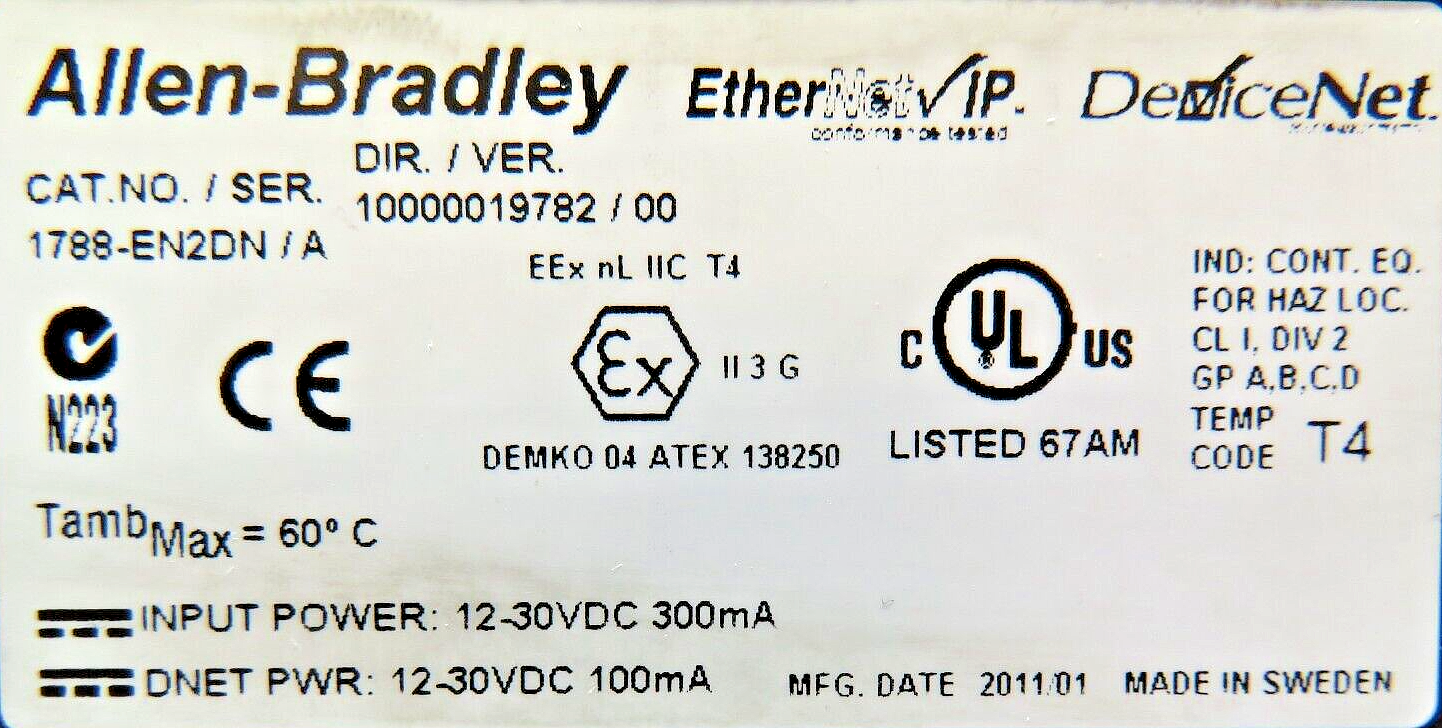 Allen-Bradley EtherNet/IP. DeviceNet.
conformance tested
DIR. / VER.
CAT.NO. / SER.
10000019782 / 00
1788-EN2DN / A
EEx nL IIC T4
IND: CONT. EQ.
FOR HAZ LOC.
CL I, DIV 2
GP A,B,C,D
TEMP
CODE T4
N223
CE
Ex II 3 G
C UL US
®
DEMKO 04 ATEX 138250
LISTED 67AM
TambMax = 60° C
INPUT POWER: 12-30VDC 300mA
DNET PWR: 12-30VDC 100mA MFG. DATE 2011/01 MADE IN SWEDEN